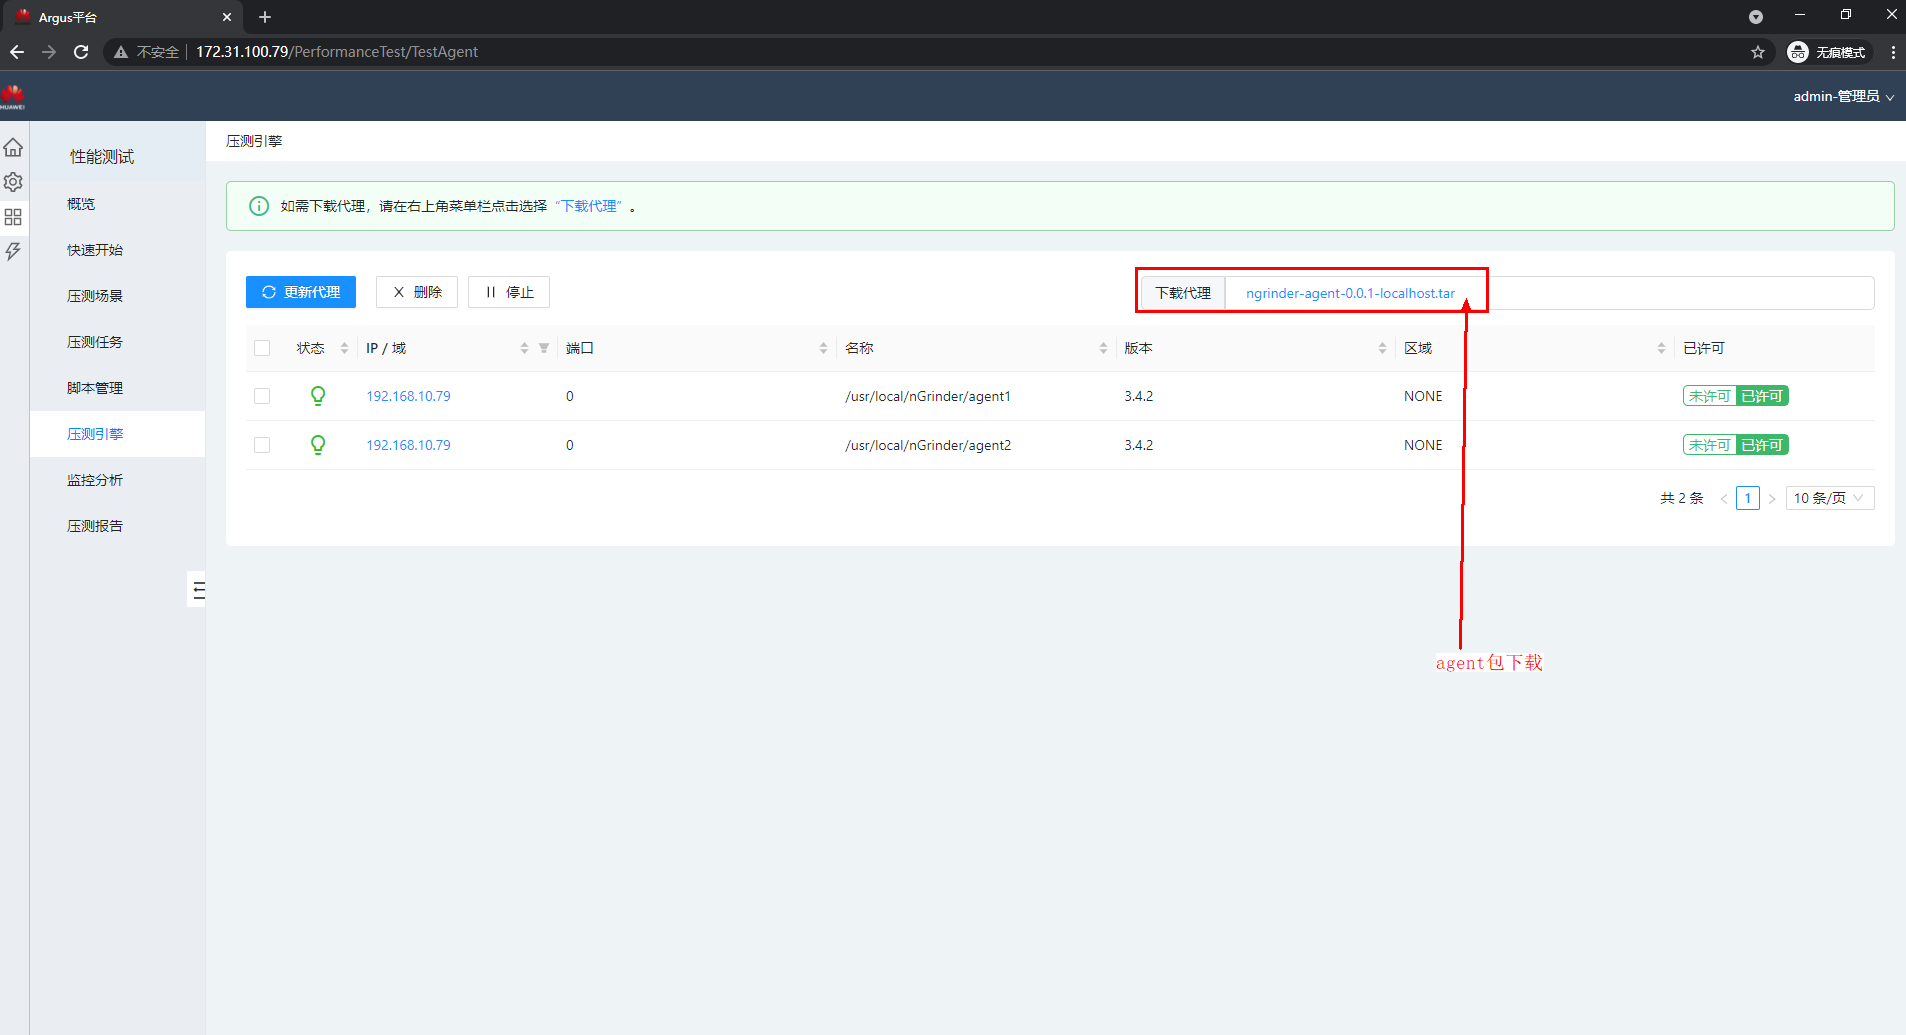 Argus平台
不安全 172.31.100.79/PerformanceTest/TestAgent
无痕模式
HUAWEI
admin-管理员
性能测试
概览
快速开始
压测场景
压测任务
脚本管理
压测引擎
监控分析
压测报告
压测引擎
如需下载代理，请在右上角菜单栏点击选择 “下载代理” 。
更新代理 删除 停止 下载代理 ngrinder-agent-0.0.1-localhost.tar
状态 IP / 域 端口 名称 版本 区域 已许可
192.168.10.79 0 /usr/local/nGrinder/agent1 3.4.2 NONE 未许可 已许可
192.168.10.79 0 /usr/local/nGrinder/agent2 3.4.2 NONE 未许可 已许可
共 2 条 < 1 > 10 条/页
agent包下载